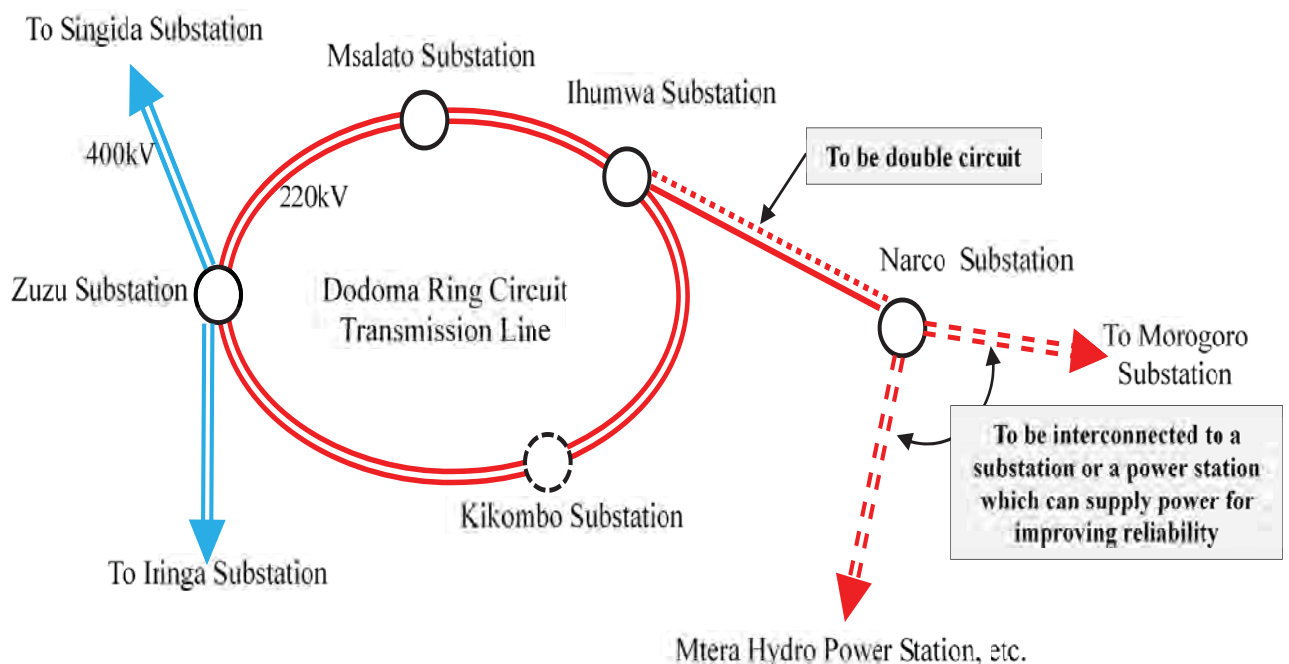 To Singida Substation
Msalato Substation
Ihumwa Substation
400kV
To be double circuit
220kV
Narco Substation
Zuzu Substation
Dodoma Ring Circuit
Transmission Line
To Morogoro
Substation
To be interconnected to a
substation or a power station
which can supply power for
improving reliability
Kikombo Substation
To Iringa Substation
Mtera Hydro Power Station, etc.